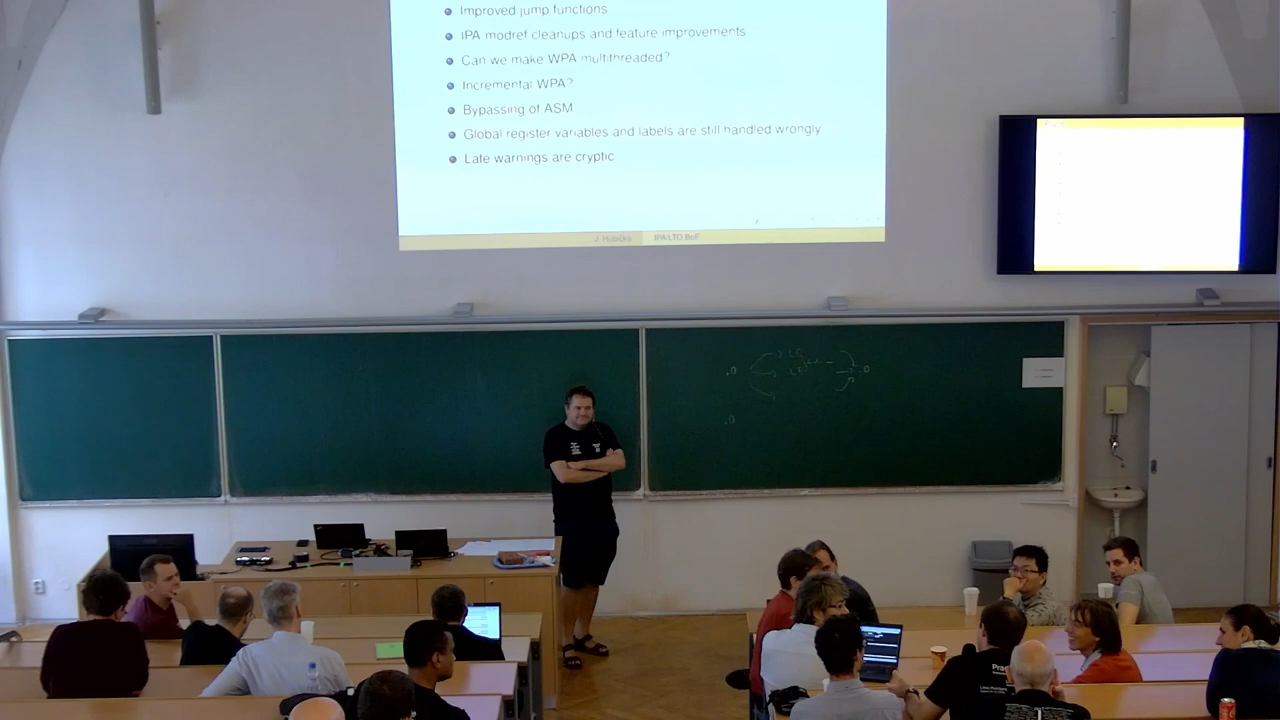 Improved jump functions
IPA modref cleanups and feature improvements
Can we make WPA multithreaded?
Incremental WPA?
Bypassing of ASM
Global register variables and labels are still handled wrongly
Late warnings are cryptic
J. Hubička IPA/LTO BoF